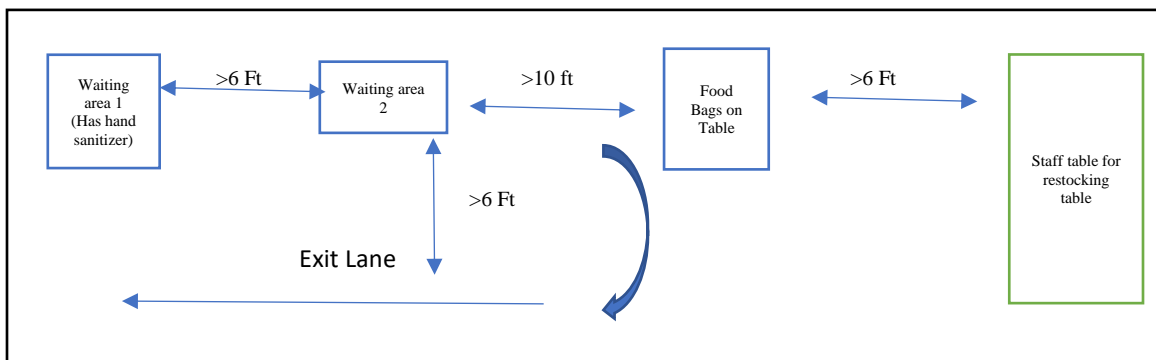 Waiting
area 1
(Has hand
sanitizer)
>6 Ft
Waiting area
2
>10 ft
Food
Bags on
Table
>6 Ft
Staff table for
restocking
table
>6 Ft
Exit Lane